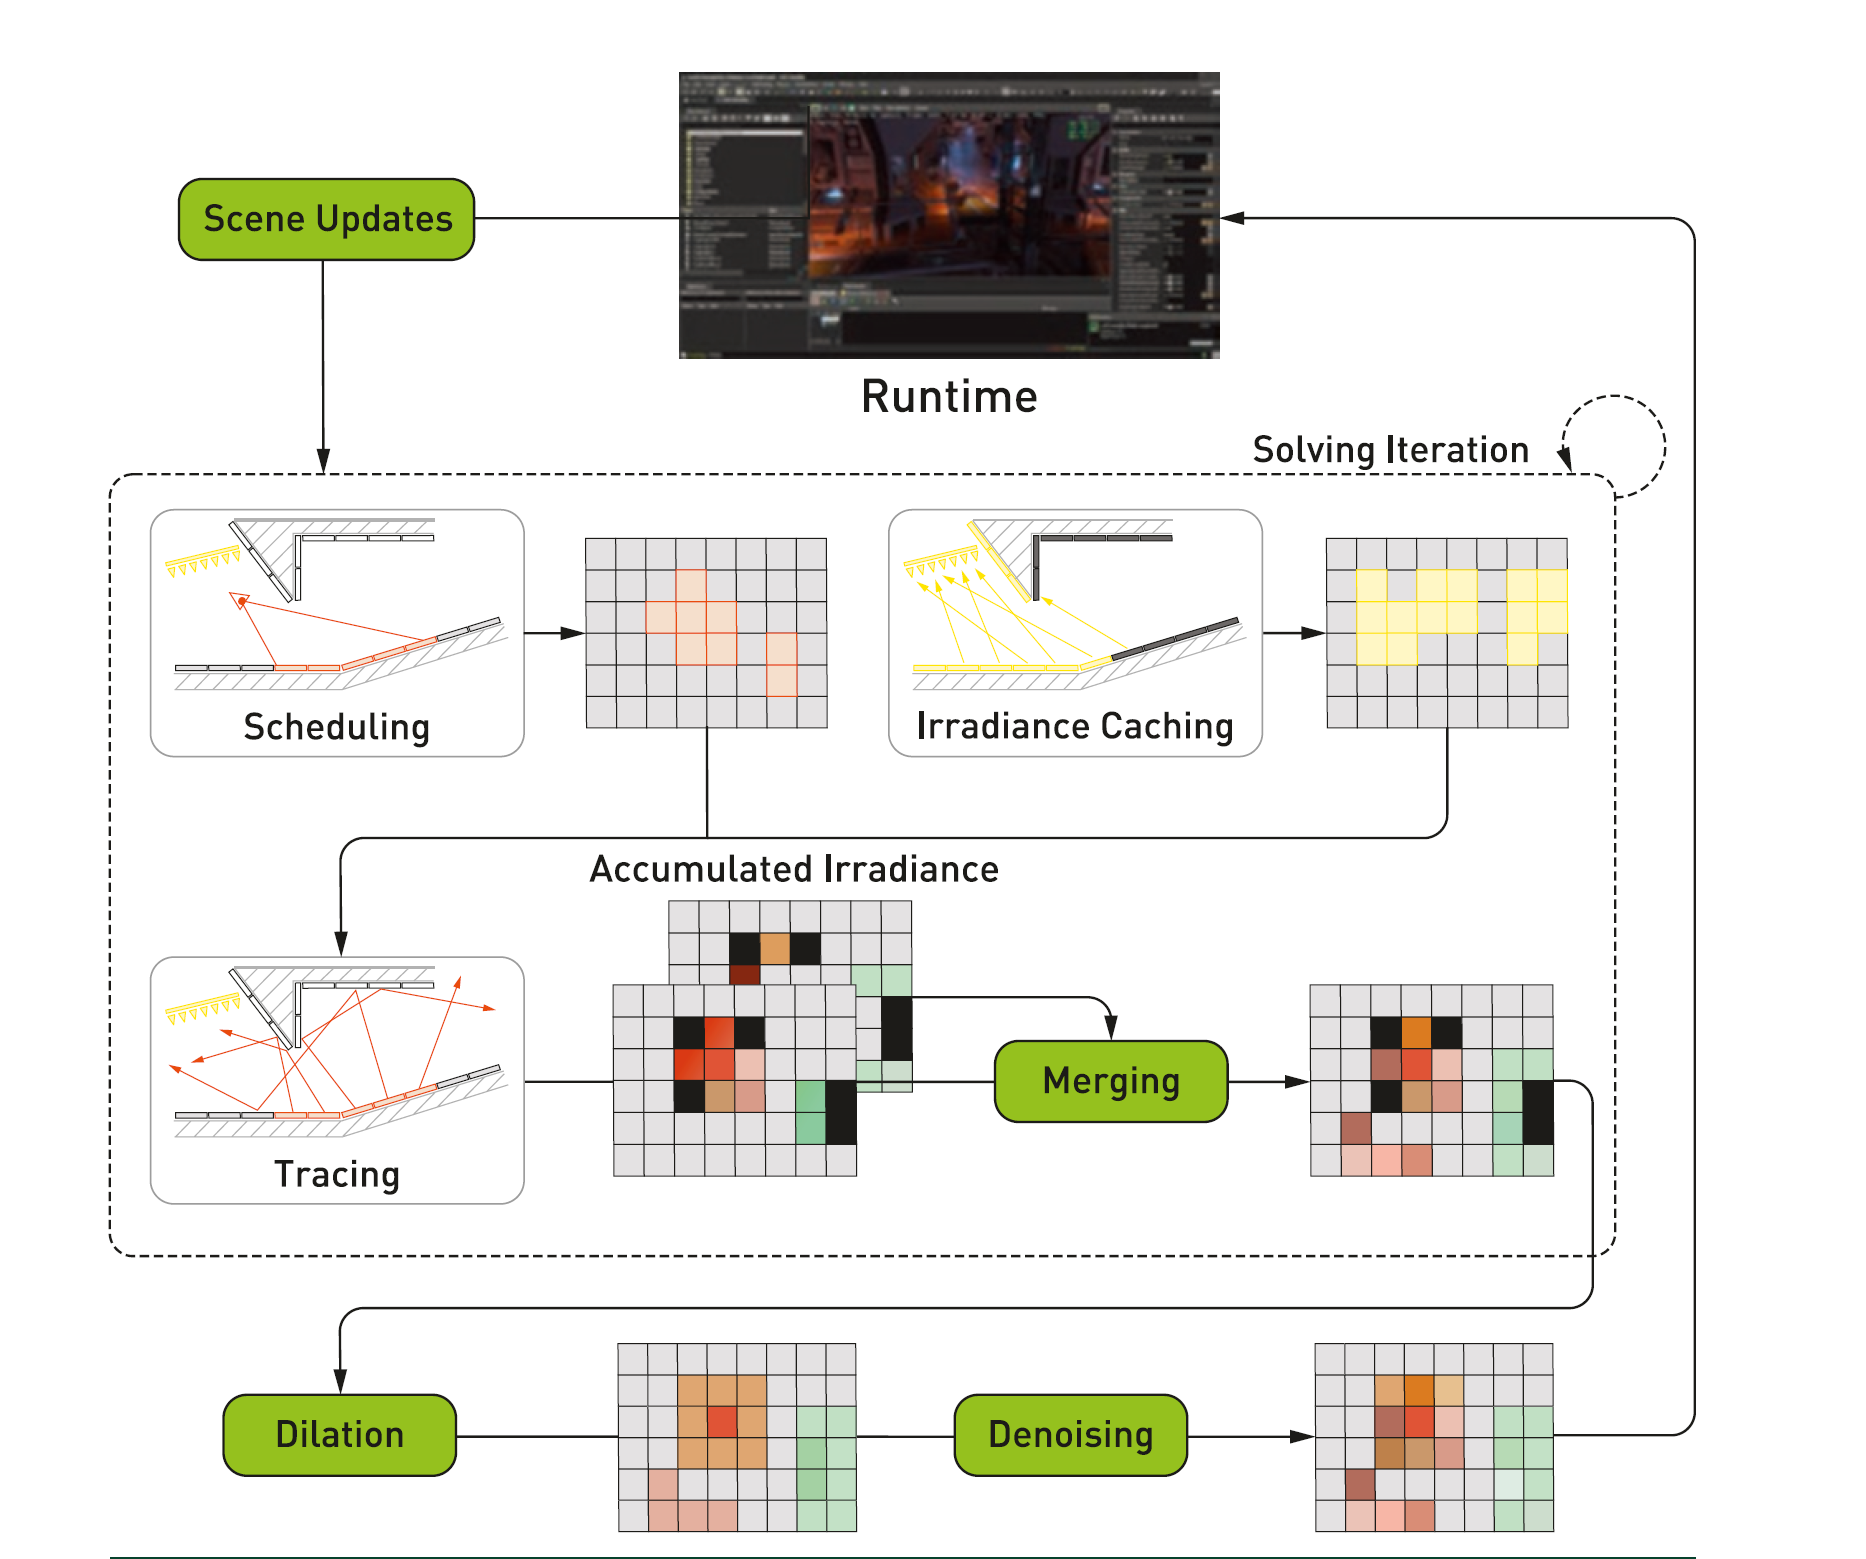 Scene Updates
Runtime
Solving Iteration
Scheduling
Irradiance Caching
Accumulated Irradiance
Tracing
Merging
Dilation
Denoising